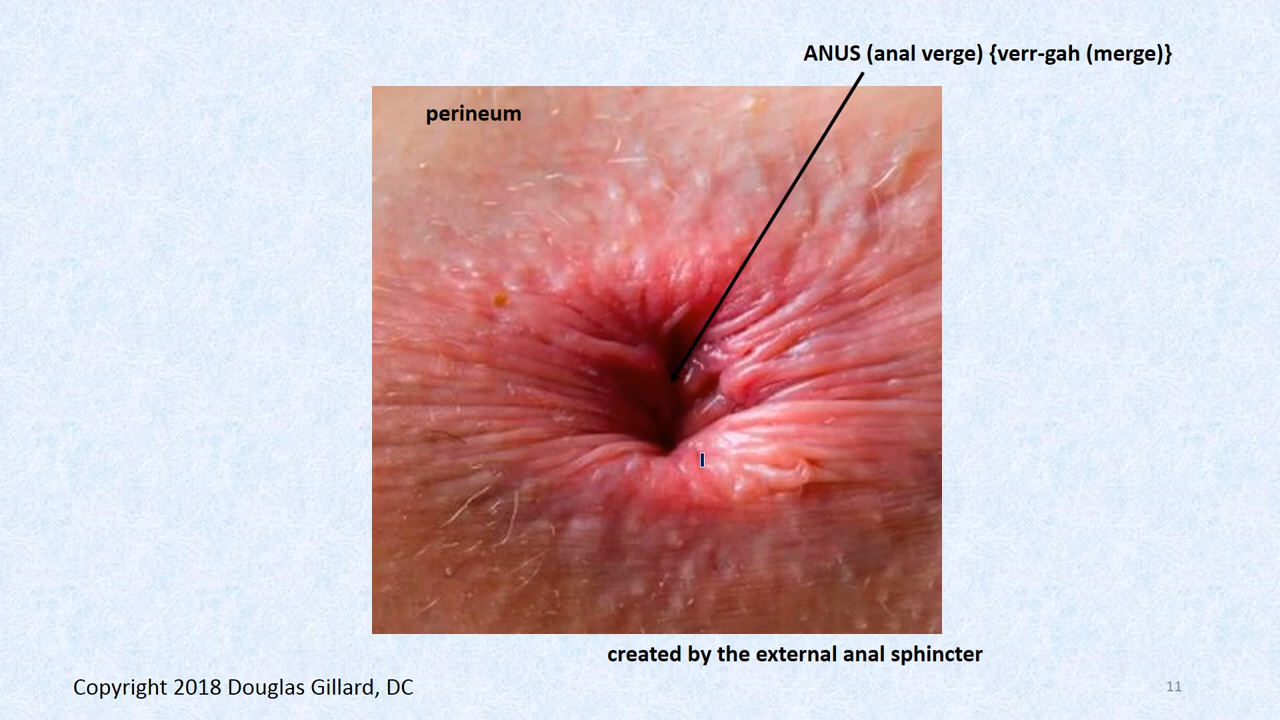 ANUS (anal verge) {verr-gah (merge)}
perineum
created by the external anal sphincter
Copyright 2018 Douglas Gillard, DC
11